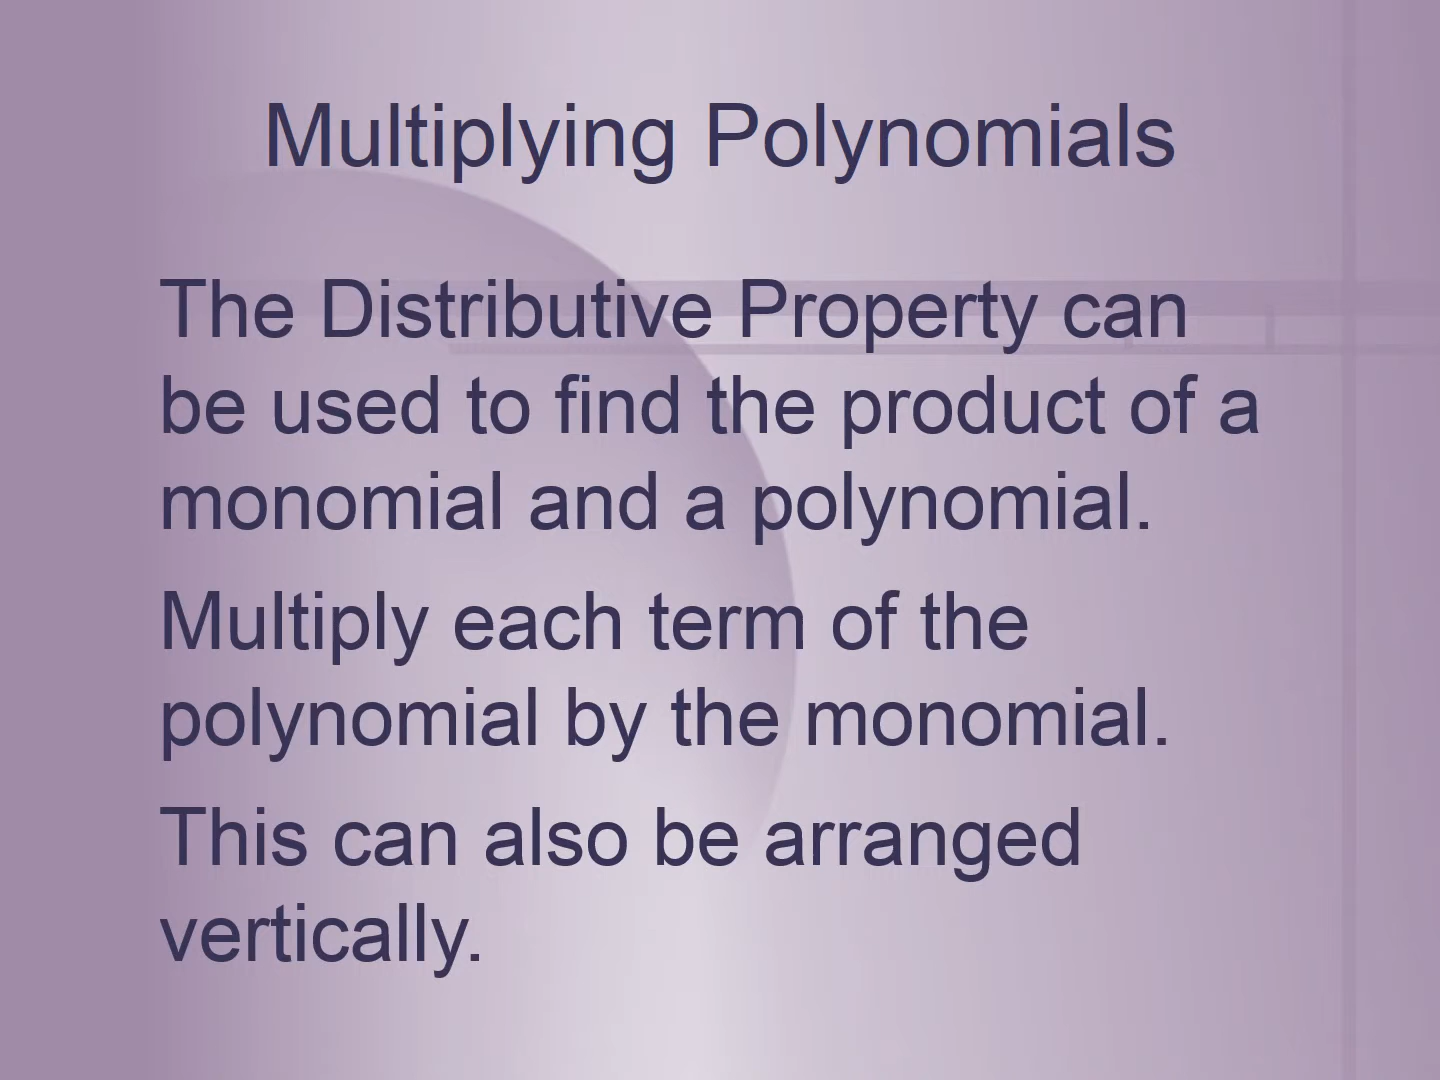 Multiplying Polynomials
The Distributive Property can
be used to find the product of a
monomial and a polynomial.
Multiply each term of the
polynomial by the monomial.
This can also be arranged
vertically.